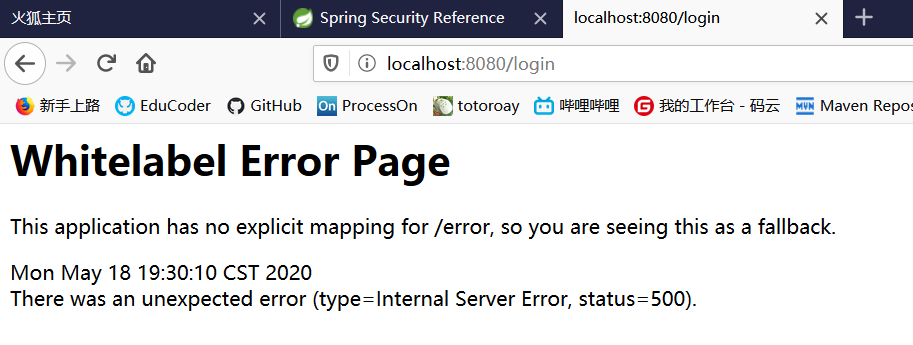 火狐主页
Spring Security Reference
localhost:8080/login
localhost:8080/login
新手上路 EduCoder GitHub On ProcessOn totoroay 哔哩哔哩 G 我的工作台 - 码云 MVN Maven Repos
Whitelabel Error Page
This application has no explicit mapping for /error, so you are seeing this as a fallback.
Mon May 18 19:30:10 CST 2020
There was an unexpected error (type=Internal Server Error, status=500).